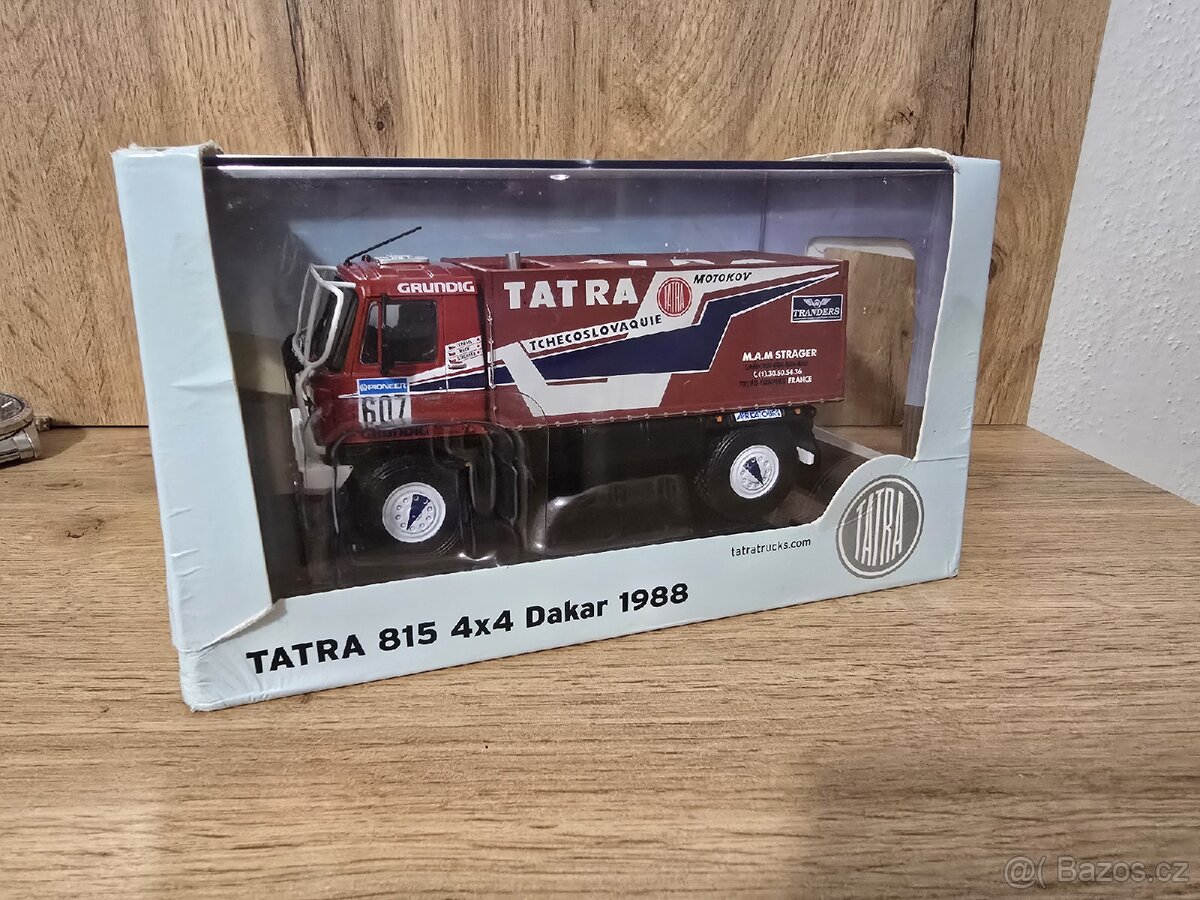 GRUNDIG
TATRA
TATRA
MOTOKOV
TCHECOSLOVAQUIE
TRANDERS
M.A.M STRAGER
FRANCE
PIONEER
607
tatratrucks.com
TATRA
TATRA 815 4x4 Dakar 1988
@( Bazos.cz